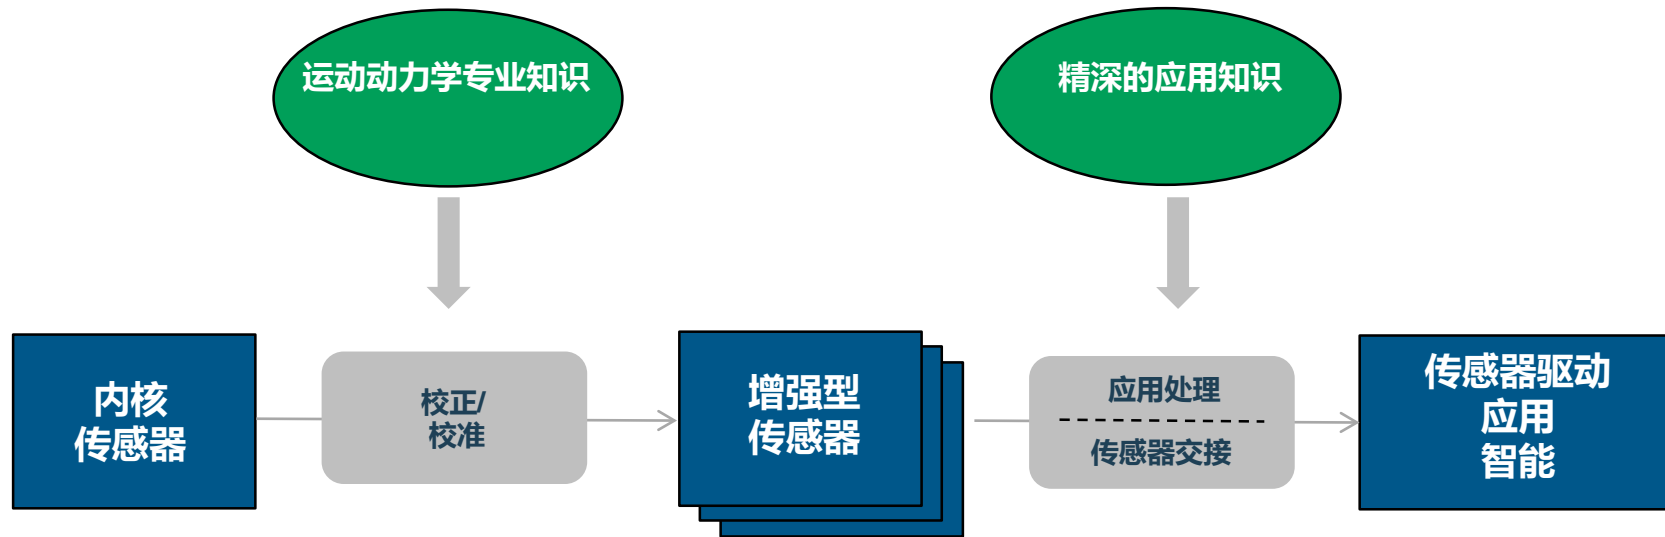 运动动力学专业知识
精深的应用知识
内核
传感器
校正/
校准
增强型
传感器
应用处理
传感器交接
传感器驱动
应用
智能